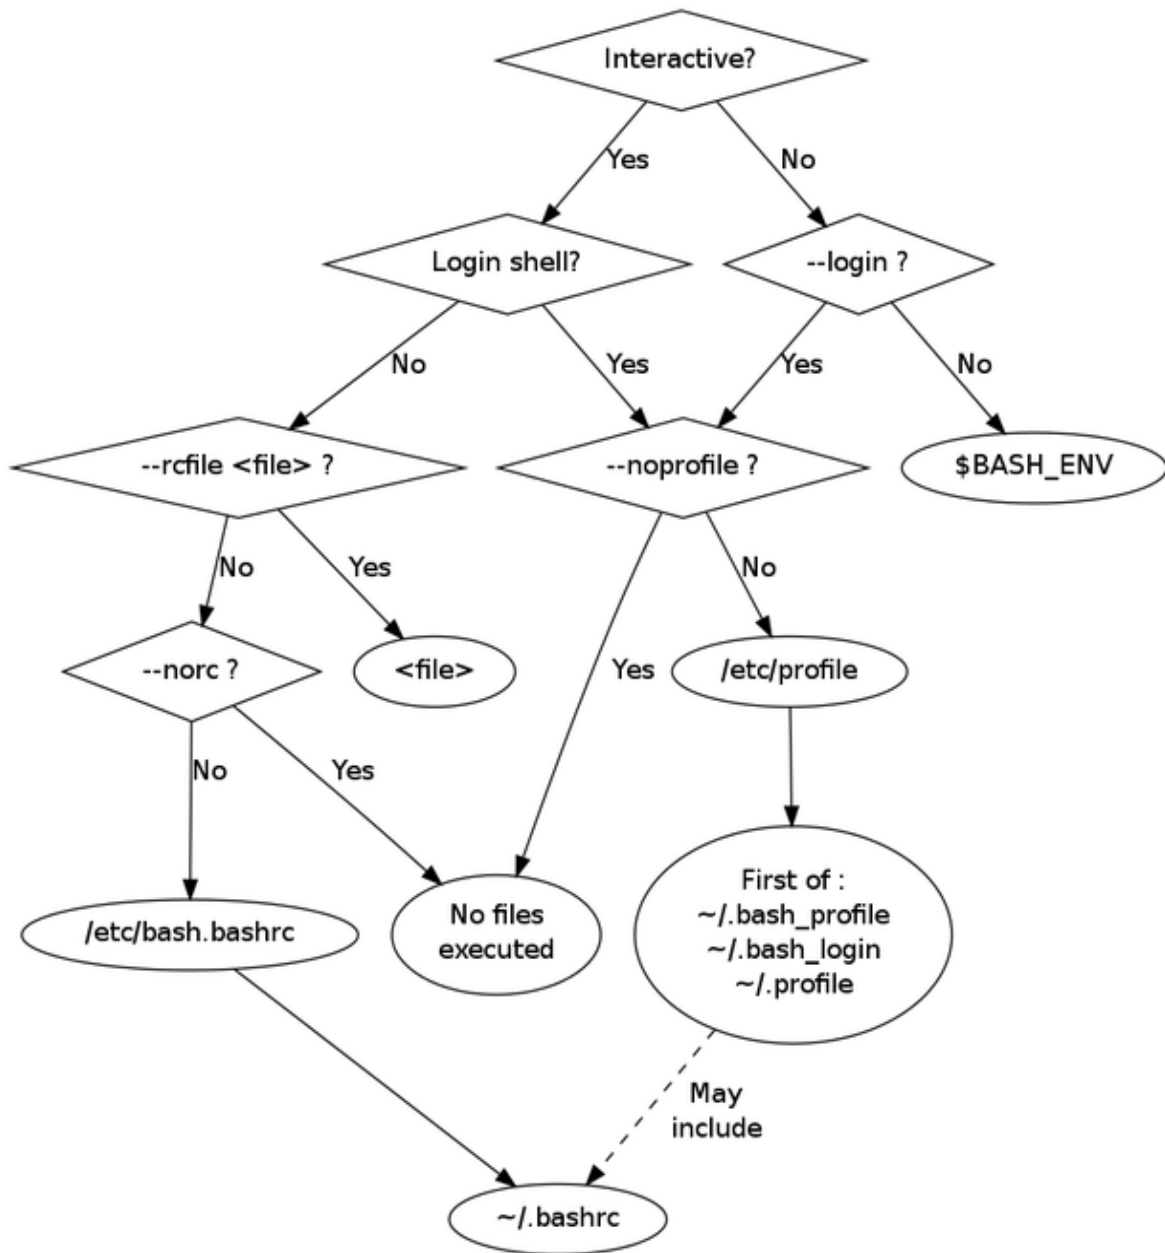 Interactive?
Yes
No
Login shell?
--login ?
No
Yes
Yes
No
--rcfile <file> ?
--noprofile ?
$BASH_ENV
No
Yes
No
--norc ?
<file>
Yes
/etc/profile
No
Yes
/etc/bash.bashrc
No files
executed
First of :
~/.bash_profile
~/.bash_login
~/.profile
May
include
~/.bashrc